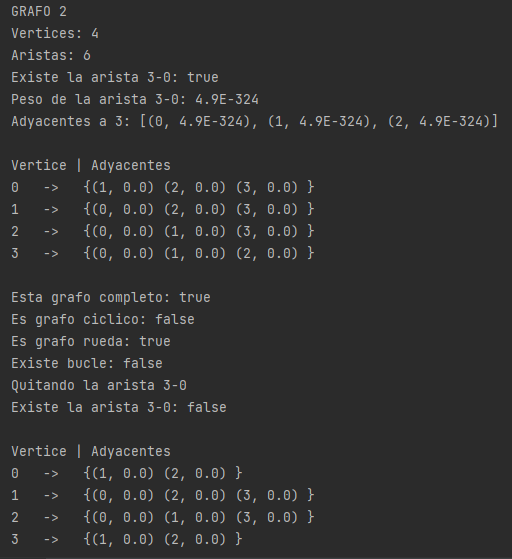 GRAFO 2
Vertices: 4
Aristas: 6
Existe la arista 3-0: true
Peso de la arista 3-0: 4.9E-324
Adyacentes a 3: [(0, 4.9E-324), (1, 4.9E-324), (2, 4.9E-324)]
Vertice | Adyacentes
0   ->   {(1, 0.0) (2, 0.0) (3, 0.0) }
1   ->   {(0, 0.0) (2, 0.0) (3, 0.0) }
2   ->   {(0, 0.0) (1, 0.0) (3, 0.0) }
3   ->   {(0, 0.0) (1, 0.0) (2, 0.0) }
Esta grafo completo: true
Es grafo ciclico: false
Es grafo rueda: true
Existe bucle: false
Quitando la arista 3-0
Existe la arista 3-0: false
Vertice | Adyacentes
0   ->   {(1, 0.0) (2, 0.0) }
1   ->   {(0, 0.0) (2, 0.0) (3, 0.0) }
2   ->   {(0, 0.0) (1, 0.0) (3, 0.0) }
3   ->   {(1, 0.0) (2, 0.0) }